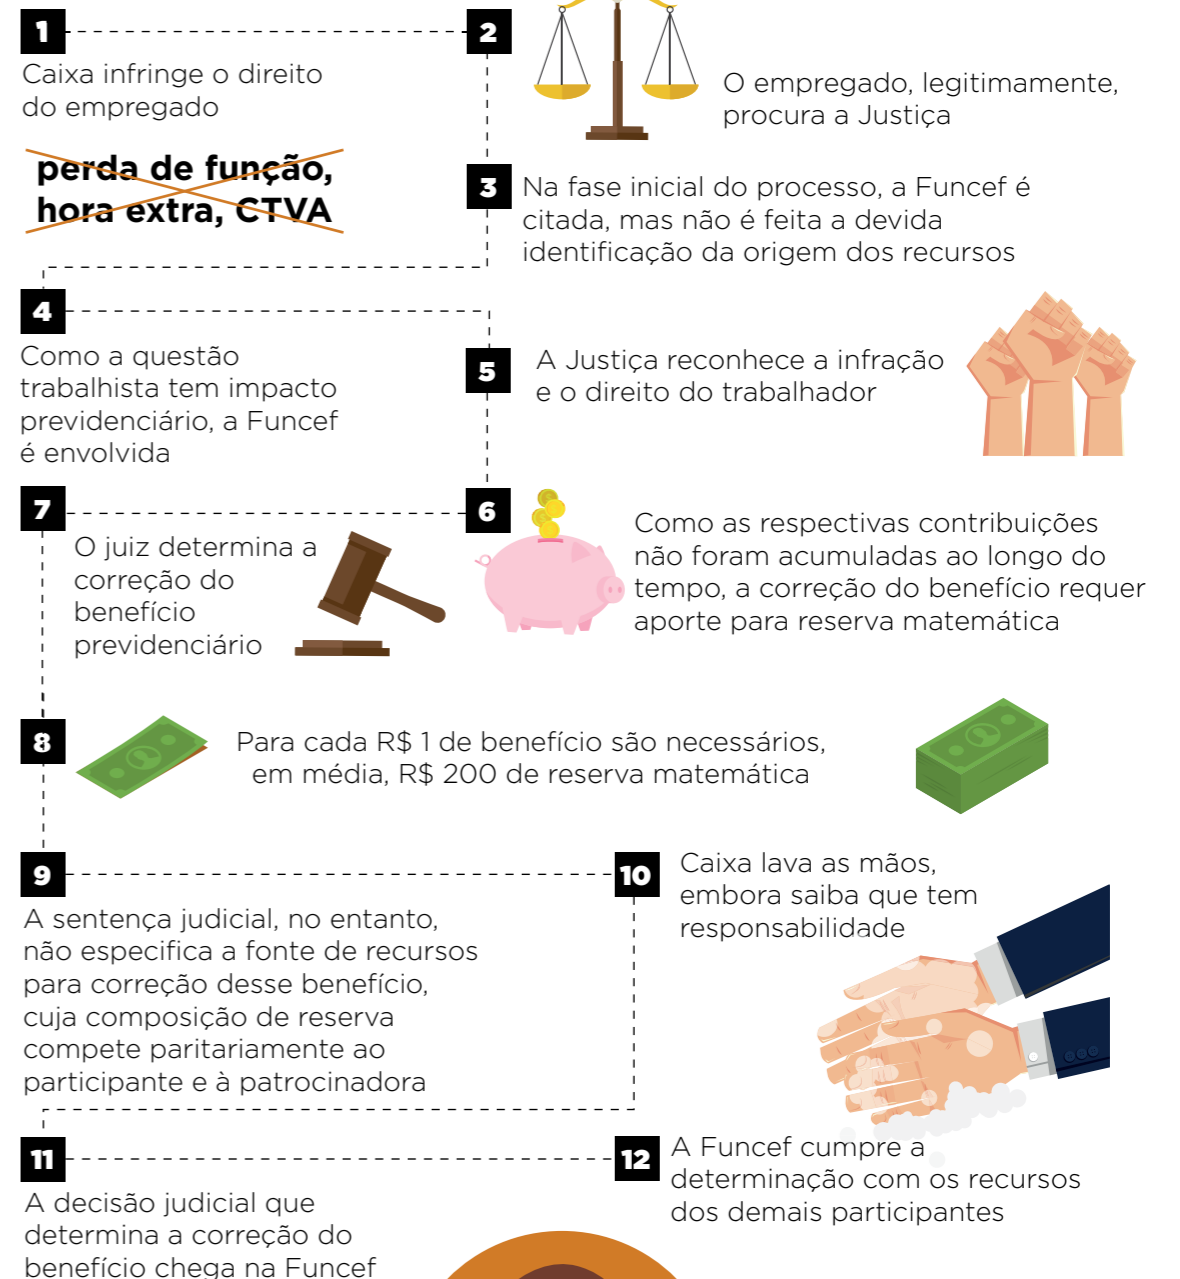 1
Caixa infringe o direito
do empregado
perda de função,
hora extra, CTVA
2
O empregado, legitimamente,
procura a Justiça
3
Na fase inicial do processo, a Funcef é
citada, mas não é feita a devida
identificação da origem dos recursos
4
Como a questão
trabalhista tem impacto
previdenciário, a Funcef
é envolvida
5
A Justiça reconhece a infração
e o direito do trabalhador
6
Como as respectivas contribuições
não foram acumuladas ao longo do
tempo, a correção do benefício requer
aporte para reserva matemática
7
O juiz determina a
correção do
benefício
previdenciário
8
Para cada R$ 1 de benefício são necessários,
em média, R$ 200 de reserva matemática
9
A sentença judicial, no entanto,
não especifica a fonte de recursos
para correção desse benefício,
cuja composição de reserva
compete paritariamente ao
participante e à patrocinadora
10
Caixa lava as mãos,
embora saiba que tem
responsabilidade
11
A decisão judicial que
determina a correção do
benefício chega na Funcef
12
A Funcef cumpre a
determinação com os recursos
dos demais participantes